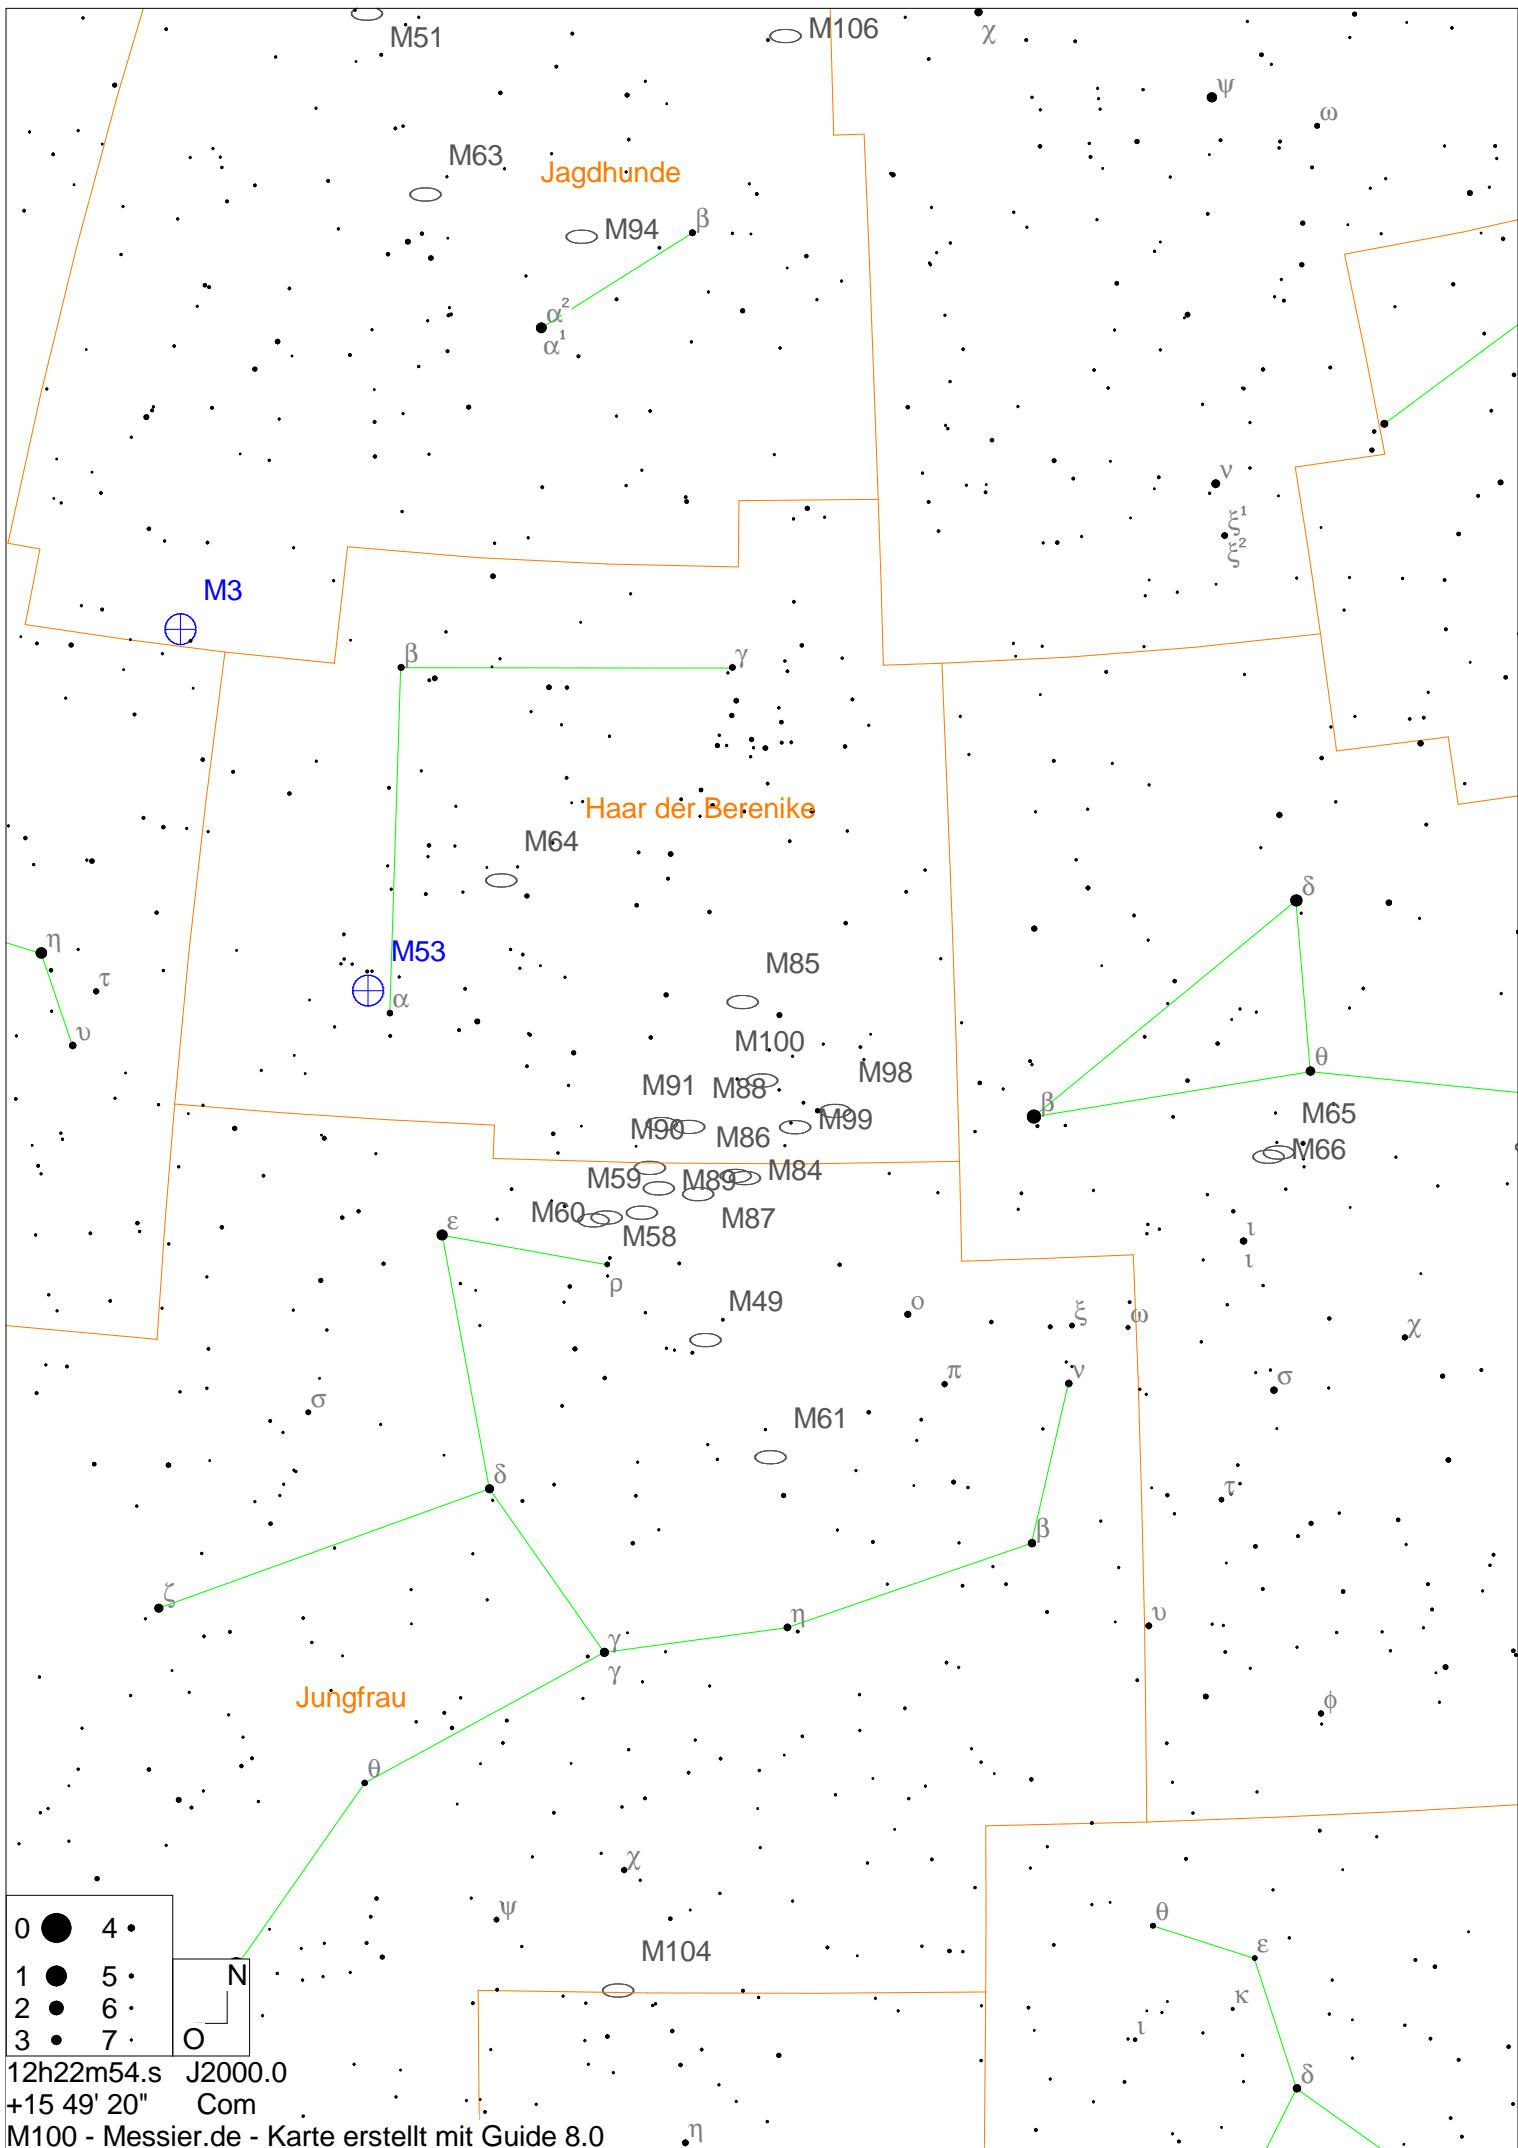 M51
M106
χ
ψ
ω
M63
Jagdhunde
M94
β
α²
α¹
ν
ξ¹
ξ²
M3
β
γ
Haar der Berenike
M64
δ
η
M53
τ
α
M85
υ
M100
M98
θ
M91
M88
β
M65
M90
M86
M99
M66
M59
M89
M84
M60
M87
ε
M58
ι
ι
ρ
M49
ο
ξ
ω
χ
π
ν
σ
σ
M61
δ
τ
β
ζ
η
υ
γ
γ
Jungfrau
φ
θ
χ
ψ
θ
M104
ε
κ
ι
δ
η
0 4
1 5
2 6
3 7
N
O
12h22m54.s J2000.0
+15 49' 20" Com
M100 - Messier.de - Karte erstellt mit Guide 8.0